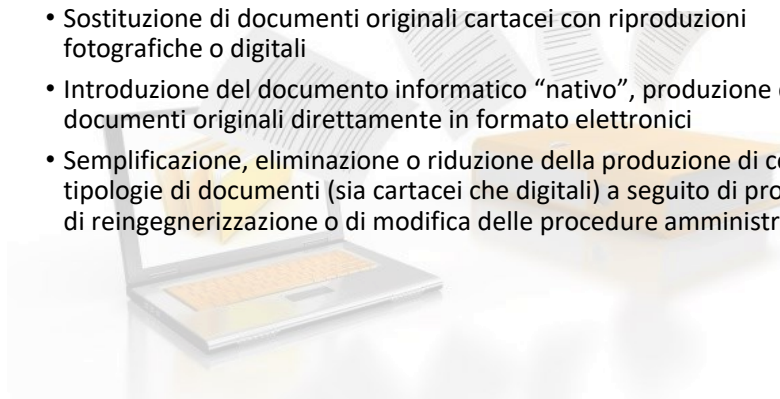 • Sostituzione di documenti originali cartacei con riproduzioni
fotografiche o digitali
• Introduzione del documento informatico “nativo”, produzione
documenti originali direttamente in formato elettronici
• Semplificazione, eliminazione o riduzione della produzione di
tipologie di documenti (sia cartacei che digitali) a seguito di
di reingegnerizzazione o di modifica delle procedure